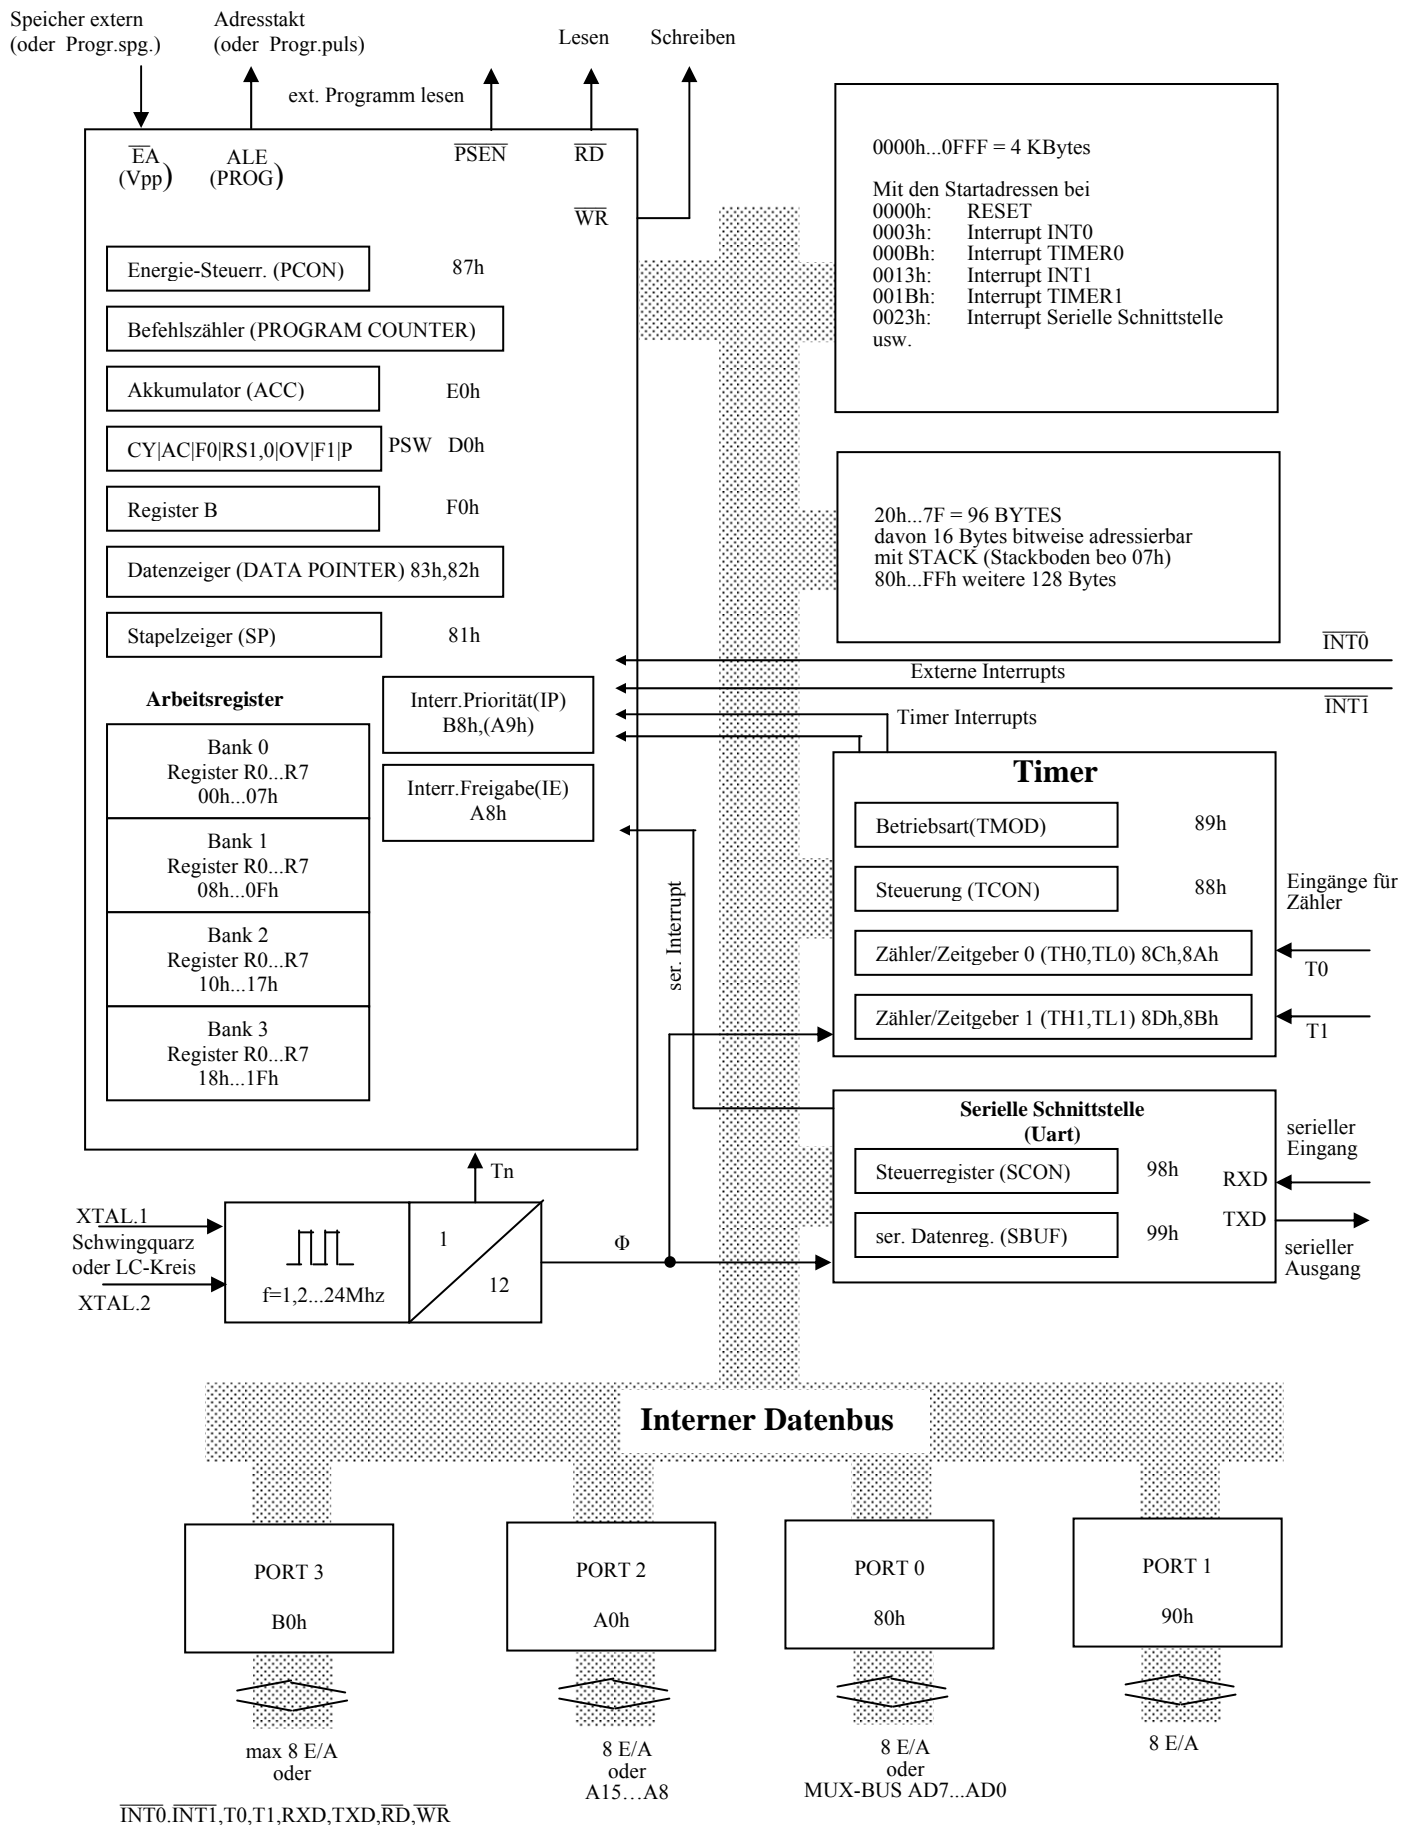 Speicher extern
(oder Progr.spg.)
Adresstakt
(oder Progr.puls)
ext. Programm lesen
Lesen
Schreiben
EA
(Vpp)
ALE
(PROG)
PSEN
RD
WR
Energie-Steuerr. (PCON)
87h
Befehlszähler (PROGRAM COUNTER)
Akkumulator (ACC)
E0h
CY|AC|F0|RS1,0|OV|F1|P
PSW D0h
Register B
F0h
Datenzeiger (DATA POINTER) 83h,82h
Stapelzeiger (SP)
81h
Arbeitsregister
Bank 0
Register R0...R7
00h...07h
Bank 1
Register R0...R7
08h...0Fh
Bank 2
Register R0...R7
10h...17h
Bank 3
Register R0...R7
18h...1Fh
Interr.Priorität(IP)
B8h,(A9h)
Interr.Freigabe(IE)
A8h
0000h...0FFF = 4 KBytes
Mit den Startadressen bei
0000h: RESET
0003h: Interrupt INT0
000Bh: Interrupt TIMER0
0013h: Interrupt INT1
001Bh: Interrupt TIMER1
0023h: Interrupt Serielle Schnittstelle
usw.
20h...7F = 96 BYTES
davon 16 Bytes bitweise adressierbar
mit STACK (Stackboden beo 07h)
80h...FFh weitere 128 Bytes
INT0
Externe Interrupts
INT1
Timer Interrupts
Timer
Betriebsart(TMOD)
89h
Steuerung (TCON)
88h
Zähler/Zeitgeber 0 (TH0,TL0) 8Ch,8Ah
Zähler/Zeitgeber 1 (TH1,TL1) 8Dh,8Bh
Eingänge für
Zähler
T0
T1
ser. Interrupt
Serielle Schnittstelle
(Uart)
Steuerregister (SCON)
98h
ser. Datenreg. (SBUF)
99h
RXD
TXD
serieller
Eingang
serieller
Ausgang
Tn
XTAL.1
Schwingquarz
oder LC-Kreis
XTAL.2
f=1,2...24Mhz
1
12
Φ
Interner Datenbus
PORT 3
B0h
PORT 2
A0h
PORT 0
80h
PORT 1
90h
max 8 E/A
oder
INT0.INT1,T0,T1,RXD,TXD,RD,WR
8 E/A
oder
A15…A8
8 E/A
oder
MUX-BUS AD7...AD0
8 E/A